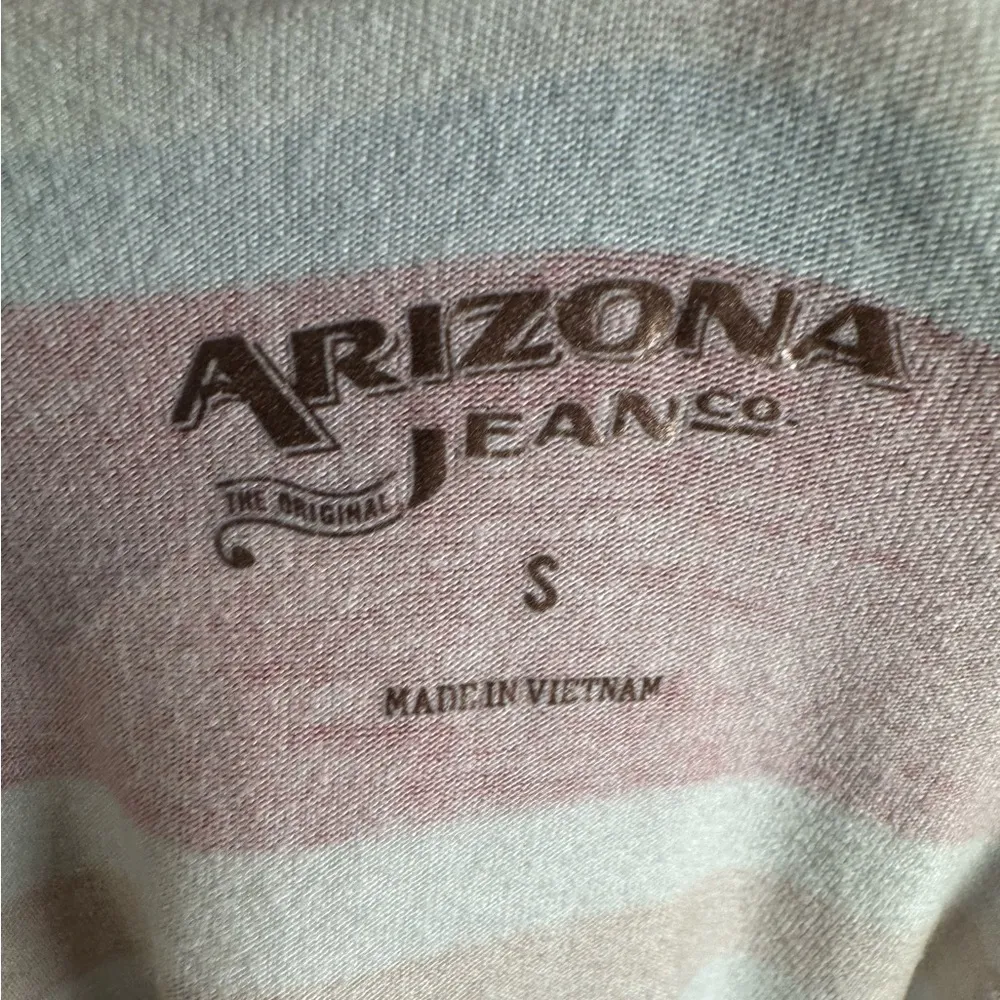 ARIZONA
JEAN CO.
THE ORIGINAL
S
MADE IN VIETNAM